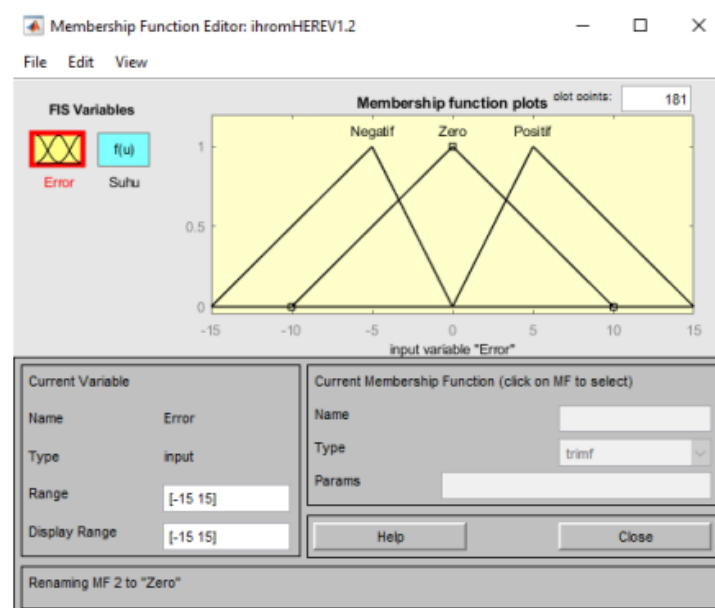 Membership Function Editor: ihromHEREV1.2
File Edit View
FIS Variables
f(u)
Error Suhu
Membership function plots plot points: 181
Negatif Zero Positif
1
0.5
0
-15 -10 -5 0 5 10 15
input variable "Error"
Current Variable
Name Error
Type input
Range [-15 15]
Display Range [-15 15]
Current Membership Function (click on MF to select)
Name
Type trimf
Params
Help Close
Renaming MF 2 to "Zero"